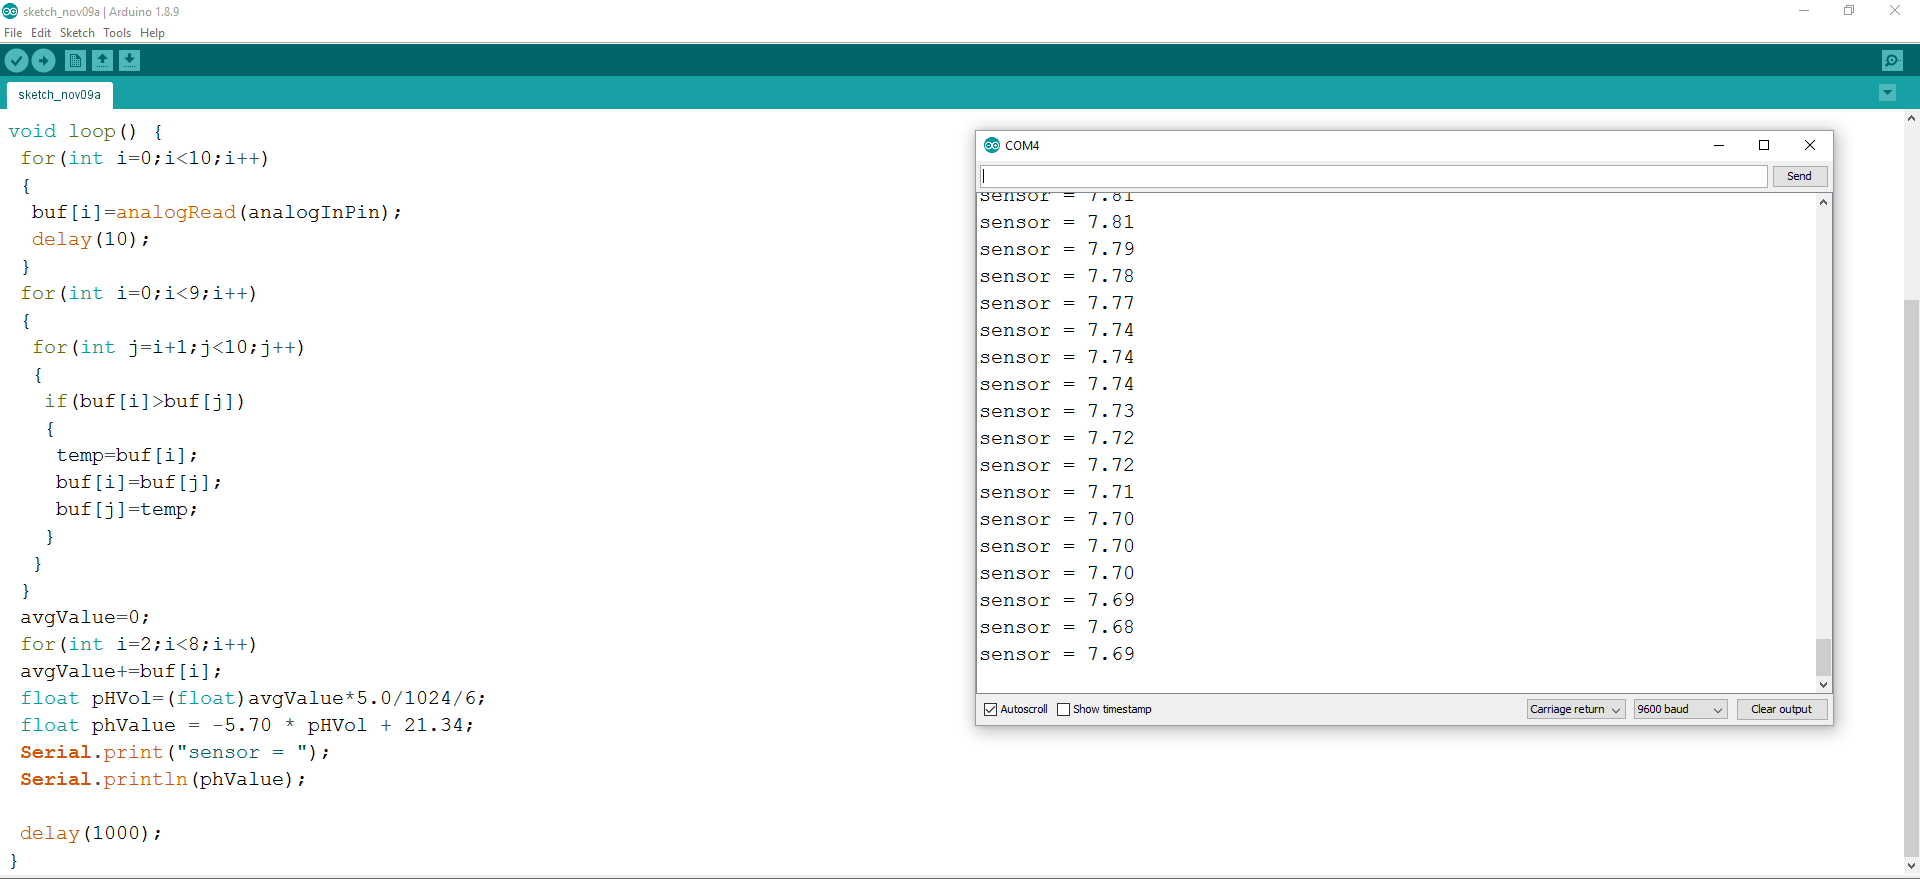 sketch_nov09a | Arduino 1.8.9
File Edit Sketch Tools Help
sketch_nov09a
void loop() {
for(int i=0;i<10;i++)
{
buf[i]=analogRead(analogInPin);
delay(10);
}
for(int i=0;i<9;i++)
{
for(int j=i+1;j<10;j++)
{
if(buf[i]>buf[j])
{
temp=buf[i];
buf[i]=buf[j];
buf[j]=temp;
}
}
}
avgValue=0;
for(int i=2;i<8;i++)
avgValue+=buf[i];
float pHVol=(float)avgValue*5.0/1024/6;
float phValue = -5.70 * pHVol + 21.34;
Serial.print("sensor = ");
Serial.println(phValue);
delay(1000);
}
COM4
Send
sensor = 7.81
sensor = 7.81
sensor = 7.79
sensor = 7.78
sensor = 7.77
sensor = 7.74
sensor = 7.74
sensor = 7.74
sensor = 7.73
sensor = 7.72
sensor = 7.72
sensor = 7.71
sensor = 7.70
sensor = 7.70
sensor = 7.70
sensor = 7.69
sensor = 7.68
sensor = 7.69
Autoscroll Show timestamp Carriage return 9600 baud Clear output